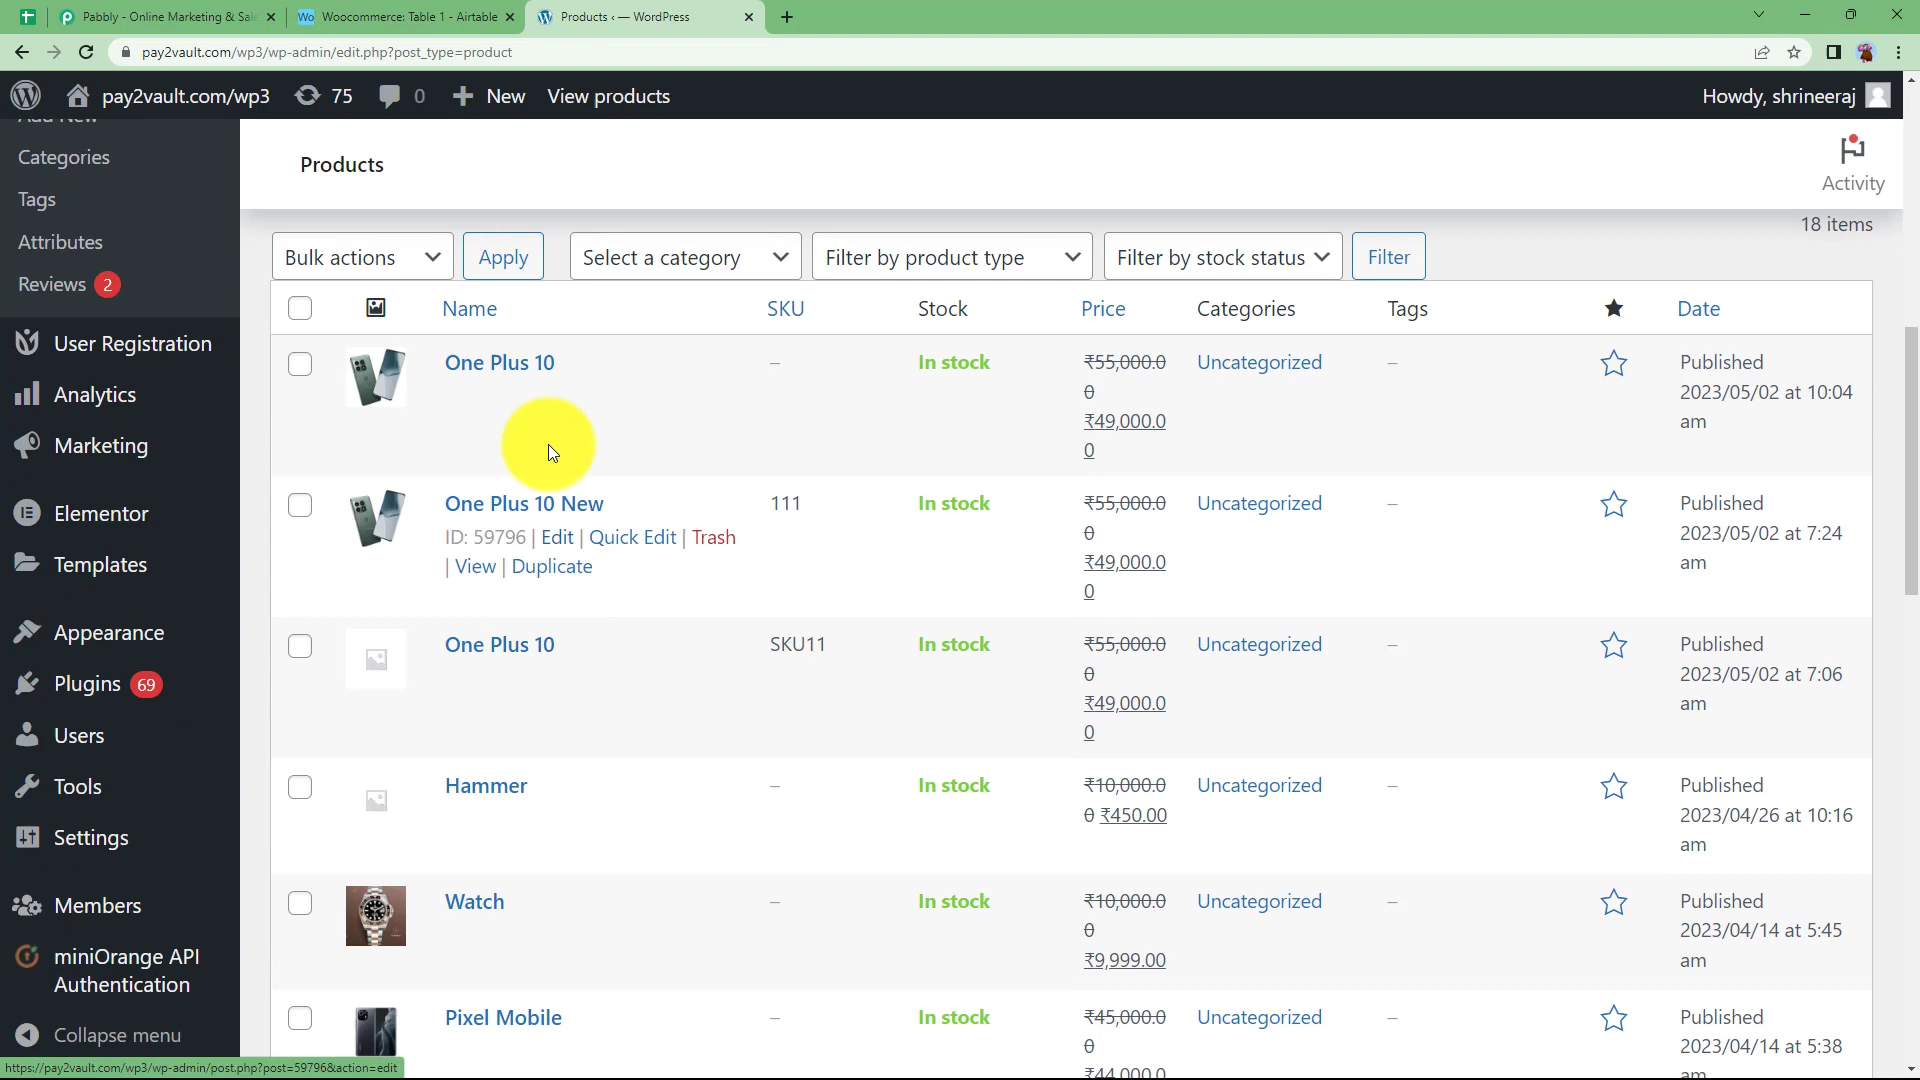 Pabbly - Online Marketing & Sal
Woocommerce: Table 1 - Airtable
Products ‹ — WordPress
pay2vault.com/wp3/wp-admin/edit.php?post_type=product
pay2vault.com/wp3
75
0
New
View products
Howdy, shrineeraj
Add New
Categories
Tags
Attributes
Reviews 2
User Registration
Analytics
Marketing
Elementor
Templates
Appearance
Plugins 69
Users
Tools
Settings
Members
miniOrange API
Authentication
Collapse menu
Products
Activity
18 items
Bulk actions
Apply
Select a category
Filter by product type
Filter by stock status
Filter
Name SKU Stock Price Categories Tags Date
One Plus 10 – In stock ₹55,000.0 Uncategorized – Published
0 2023/05/02 at 10:04
₹49,000.0 am
0
One Plus 10 New 111 In stock ₹55,000.0 Uncategorized – Published
ID: 59796 | Edit | Quick Edit | Trash 0 2023/05/02 at 7:24
| View | Duplicate ₹49,000.0 am
0
One Plus 10 SKU11 In stock ₹55,000.0 Uncategorized – Published
0 2023/05/02 at 7:06
₹49,000.0 am
0
Hammer – In stock ₹10,000.0 Uncategorized – Published
0 ₹450.00 2023/04/26 at 10:16
am
Watch – In stock ₹10,000.0 Uncategorized – Published
0 2023/04/14 at 5:45
₹9,999.00 am
Pixel Mobile – In stock ₹45,000.0 Uncategorized – Published
0 2023/04/14 at 5:38
₹44,000.0 am
https://pay2vault.com/wp3/wp-admin/post.php?post=59796&action=edit